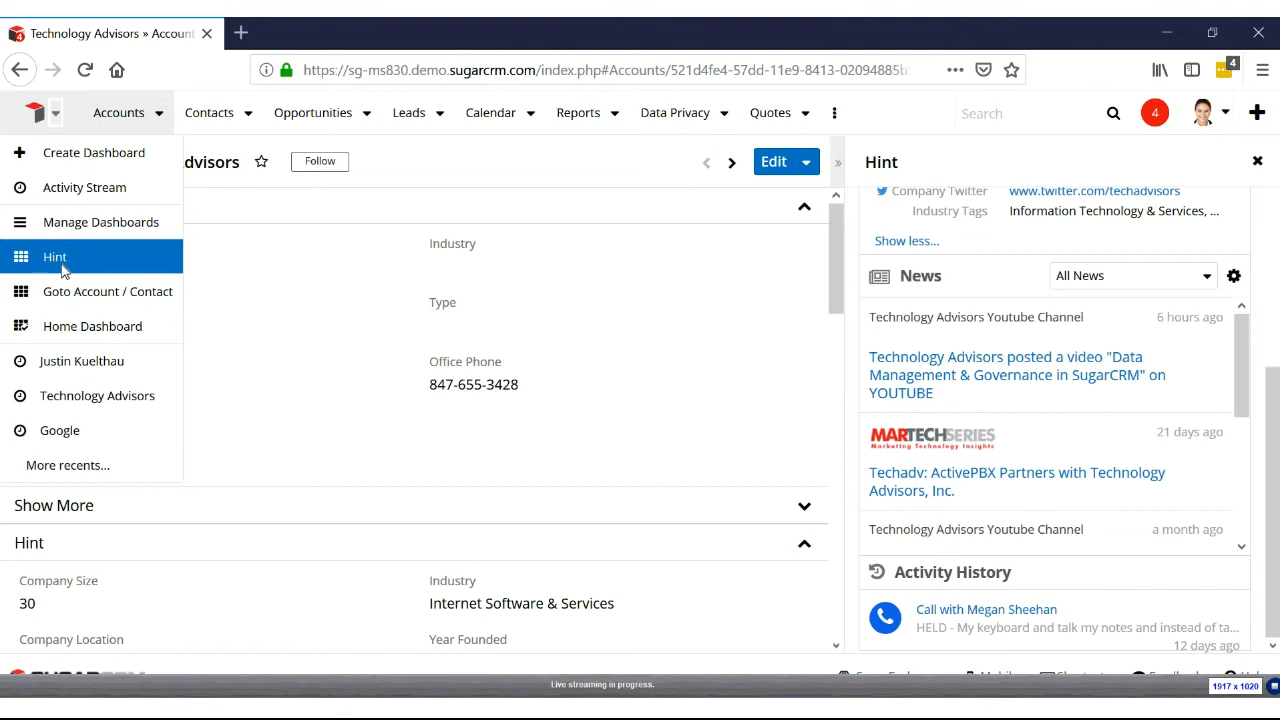 Technology Advisors » Account
https://sg-ms830.demo.sugarcrm.com/index.php#Accounts/521d4fe4-57dd-11e9-8413-02094885b
4
Accounts
Contacts
Opportunities
Leads
Calendar
Reports
Data Privacy
Quotes
Search
4
Create Dashboard
Activity Stream
Manage Dashboards
Hint
Goto Account / Contact
Home Dashboard
Justin Kuelthau
Technology Advisors
Google
More recents...
dvisors
Follow
Edit
Industry
Type
Office Phone
847-655-3428
Show More
Hint
Company Size
30
Industry
Internet Software & Services
Company Location
Year Founded
Hint
Company Twitter
www.twitter.com/techadvisors
Industry Tags
Information Technology & Services, ...
Show less...
News
All News
Technology Advisors Youtube Channel
6 hours ago
Technology Advisors posted a video "Data
Management & Governance in SugarCRM" on
YOUTUBE
MARTECHSERIES
Marketing Technology Insights
21 days ago
Techadv: ActivePBX Partners with Technology
Advisors, Inc.
Technology Advisors Youtube Channel
a month ago
Activity History
Call with Megan Sheehan
HELD - My keyboard and talk my notes and instead of ta...
12 days ago
Live streaming in progress.
1917 x 1020